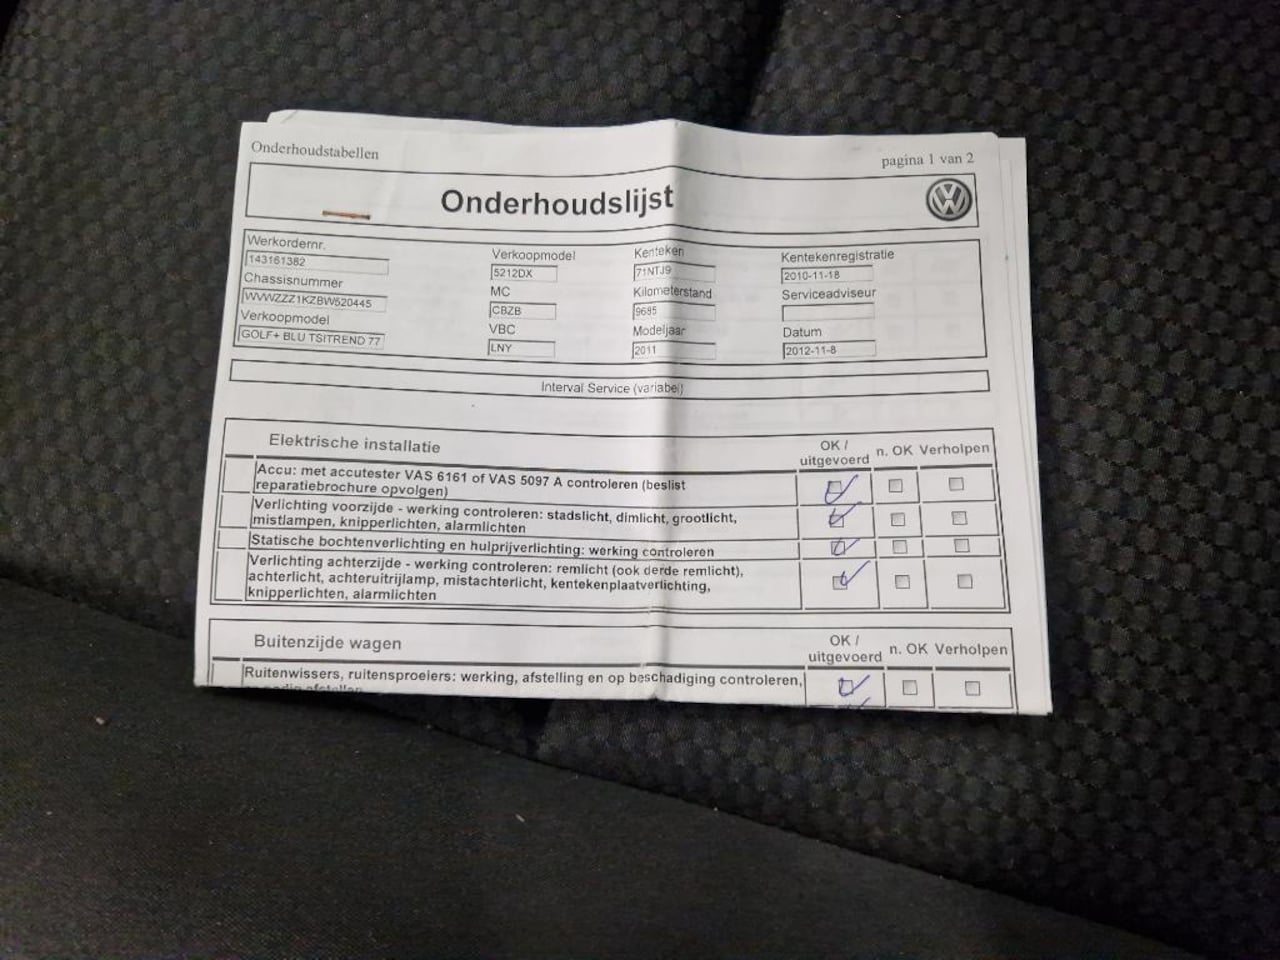 Onderhoudstabellen
pagina 1 van 2
Onderhoudslijst
Werkordernr.
143161382
Verkoopmodel
5212DX
Kenteken
71NTJ9
Kentekenregistratie
2010-11-18
Chassisnummer
WVWZZZ1KZBW520445
MC
CBZB
Kilometerstand
9685
Serviceadviseur
Verkoopmodel
GOLF+ BLU TSITREND 77
VBC
LNY
Modeljaar
2011
Datum
2012-11-8
Interval Service (variabel)
Elektrische installatie
OK /
uitgevoerd
n. OK
Verholpen
Accu: met accutester VAS 6161 of VAS 5097 A controleren (beslist
reparatiebrochure opvolgen)
Verlichting voorzijde - werking controleren: stadslicht, dimlicht, grootlicht,
mistlampen, knipperlichten, alarmlichten
Statische bochtenverlichting en hulprijverlichting: werking controleren
Verlichting achterzijde - werking controleren: remlicht (ook derde remlicht),
achterlicht, achteruitrijlamp, mistachterlicht, kentekenplaatverlichting,
knipperlichten, alarmlichten
Buitenzijde wagen
OK /
uitgevoerd
n. OK
Verholpen
Ruitenwissers, ruitensproeiers: werking, afstelling en op beschadiging controleren,